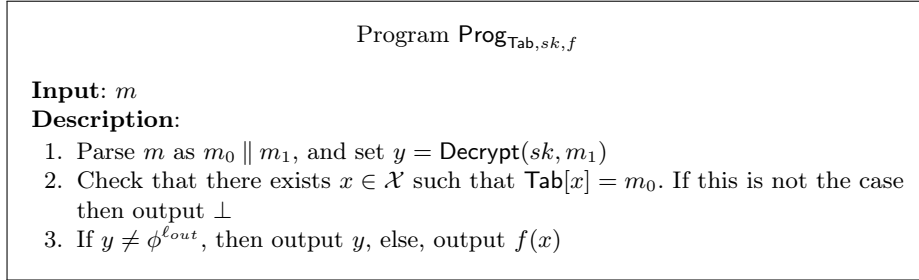 Program Prog_{Tab,sk,f}
Input: m
Description:
1. Parse m as m_0 ∥ m_1, and set y = Decrypt(sk, m_1)
2. Check that there exists x ∈ 𝒳 such that Tab[x] = m_0. If this is not the case
then output ⊥
3. If y ≠ ϕ^{ℓ_{out}}, then output y, else, output f(x)